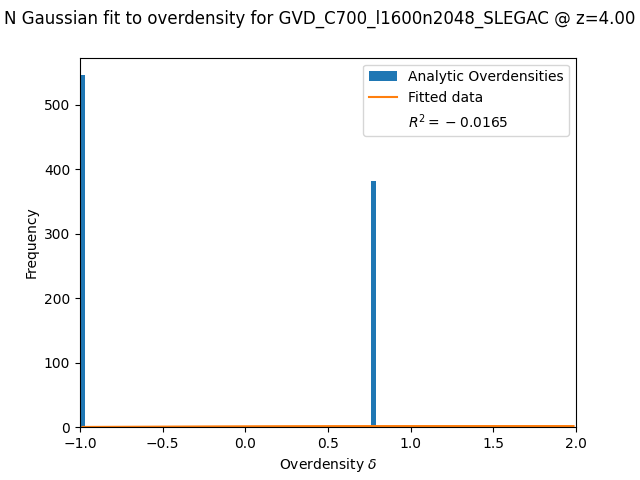 N Gaussian fit to overdensity for GVD_C700_l1600n2048_SLEGAC @ z=4.00
Analytic Overdensities
Fitted data
R² = − 0.0165
Frequency
500
400
300
200
100
0
−1.0 −0.5 0.0 0.5 1.0 1.5 2.0
Overdensity δ